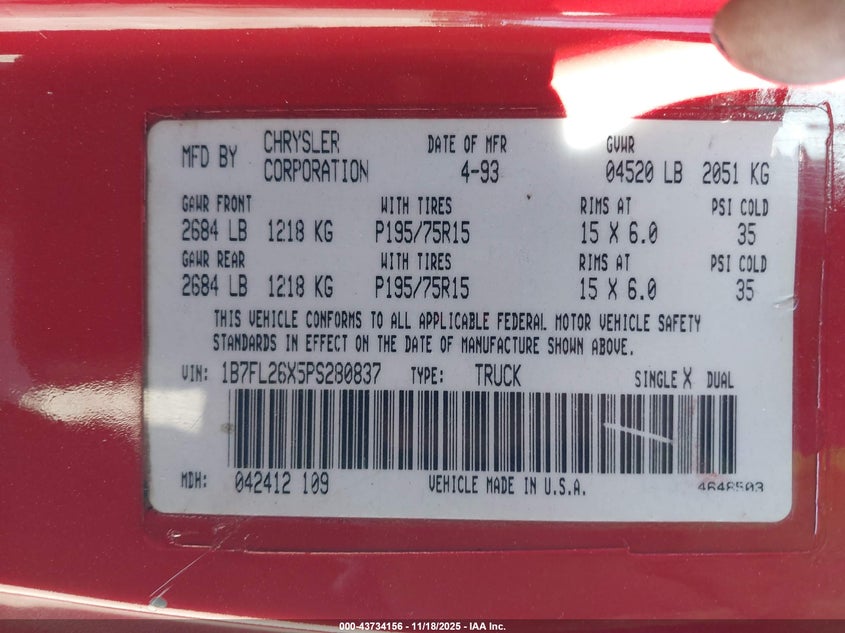 MFD BY CHRYSLER CORPORATION DATE OF MFR 4-93 GVWR 04520 LB 2051 KG
GAWR FRONT WITH TIRES RIMS AT PSI COLD
2684 LB 1218 KG P195/75R15 15 X 6.0 35
GAWR REAR WITH TIRES RIMS AT PSI COLD
2684 LB 1218 KG P195/75R15 15 X 6.0 35
THIS VEHICLE CONFORMS TO ALL APPLICABLE FEDERAL MOTOR VEHICLE SAFETY
STANDARDS IN EFFECT ON THE DATE OF MANUFACTURE SHOWN ABOVE.
VIN: 1B7FL26X5PS280837 TYPE: TRUCK SINGLE X DUAL
MDH: 042412 109 VEHICLE MADE IN U.S.A. 4648503
000-43734156 - 11/18/2025 - IAA Inc.